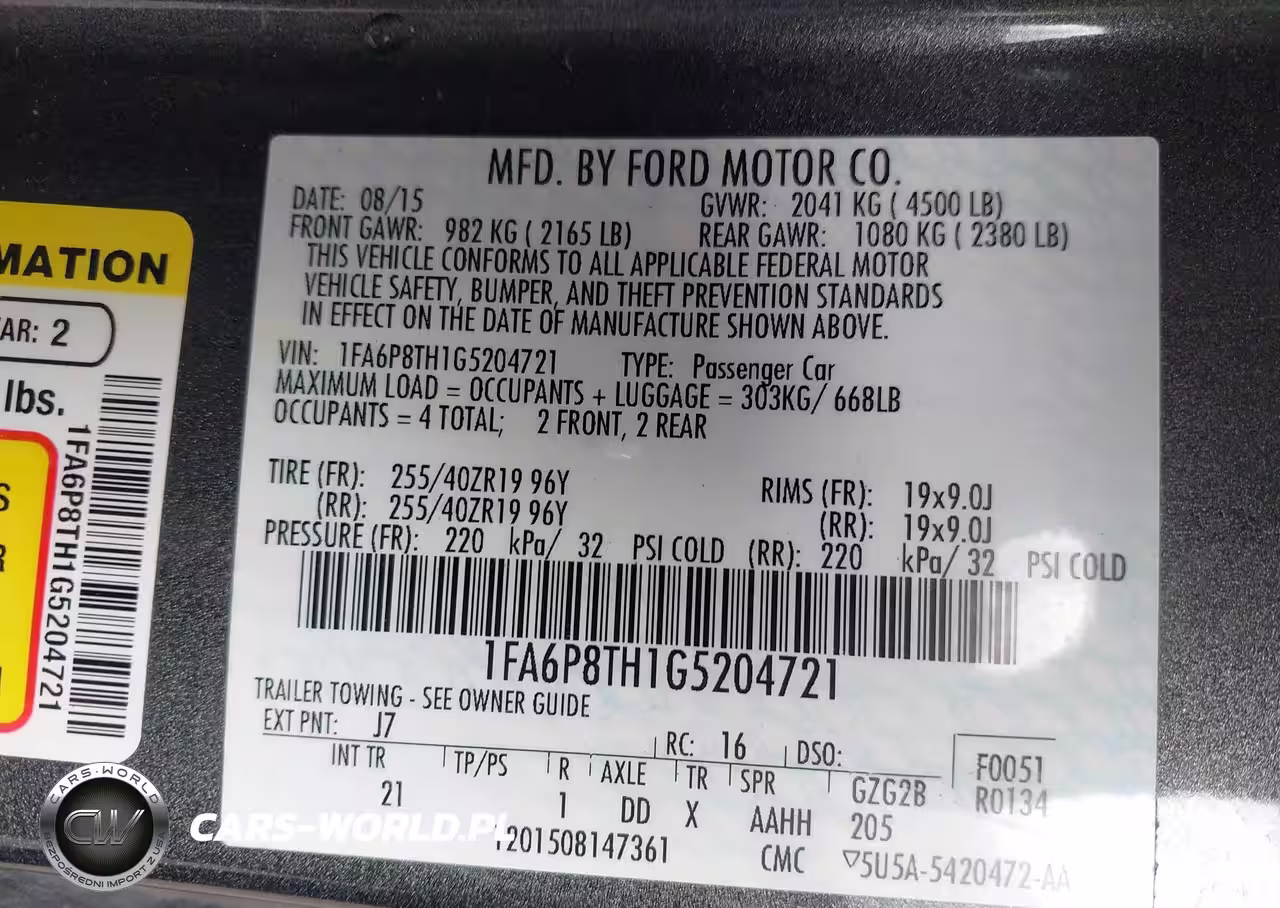 MFD. BY FORD MOTOR CO.
DATE: 08/15 GVWR: 2041 KG ( 4500 LB)
FRONT GAWR: 982 KG ( 2165 LB) REAR GAWR: 1080 KG ( 2380 LB)
THIS VEHICLE CONFORMS TO ALL APPLICABLE FEDERAL MOTOR
VEHICLE SAFETY, BUMPER, AND THEFT PREVENTION STANDARDS
IN EFFECT ON THE DATE OF MANUFACTURE SHOWN ABOVE.
VIN: 1FA6P8TH1G5204721 TYPE: Passenger Car
MAXIMUM LOAD = OCCUPANTS + LUGGAGE = 303KG/ 668LB
OCCUPANTS = 4 TOTAL; 2 FRONT, 2 REAR
TIRE (FR): 255/40ZR19 96Y RIMS (FR): 19x9.0J
(RR): 255/40ZR19 96Y (RR): 19x9.0J
PRESSURE (FR): 220 kPa/ 32 PSI COLD (RR): 220 kPa/ 32 PSI COLD
1FA6P8TH1G5204721
TRAILER TOWING - SEE OWNER GUIDE
EXT PNT: J7 RC: 16 DSO: F0051
INT TR TP/PS R AXLE TR SPR GZG2B R0134
21 1 DD X AAHH 205
1201508147361 CMC ▽5U5A-5420472-AA
MATION
AR: 2
lbs.
1FA6P8TH1G5204721
S
R
CARS-WORLD
CW
BEZPOŚREDNI IMPORT Z USA
CARS-WORLD.PL